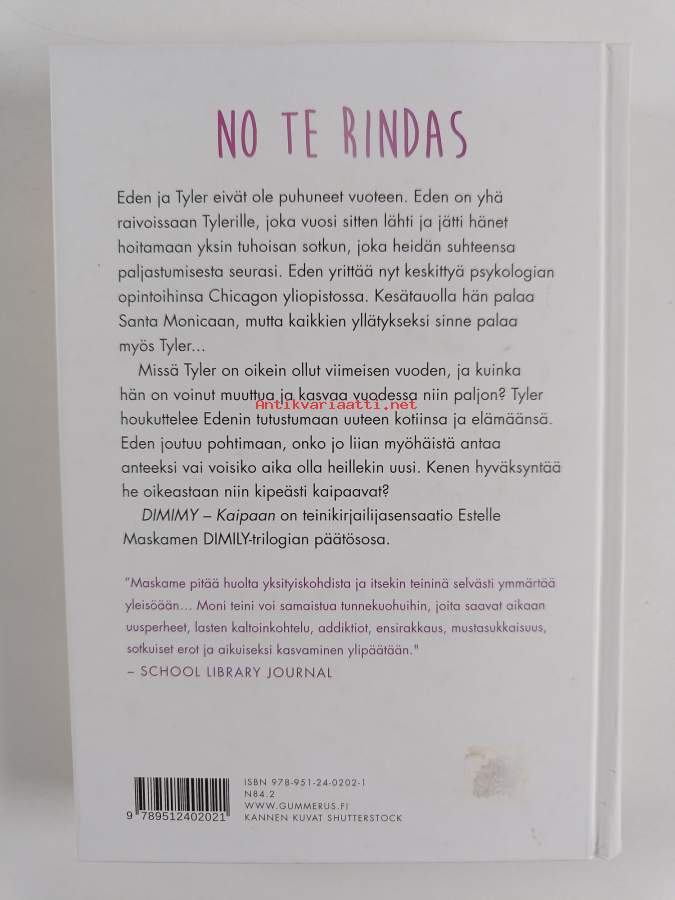 NO TE RINDAS
Eden ja Tyler eivät ole puhuneet vuoteen. Eden on yhä
raivoissaan Tylerille, joka vuosi sitten lähti ja jätti hänet
hoitamaan yksin tuhoisan sotkun, joka heidän suhteensa
paljastumisesta seurasi. Eden yrittää nyt keskittyä psykologian
opintoihinsa Chicagon yliopistossa. Kesätauolla hän palaa
Santa Monicaan, mutta kaikkien yllätykseksi sinne palaa
myös Tyler...
Missä Tyler on oikein ollut viimeisen vuoden, ja kuinka
hän on voinut muuttua ja kasvaa vuodessa niin paljon? Tyler
Antikvariaatti.net
houkuttelee Edenin tutustumaan uuteen kotiinsa ja elämäänsä.
Eden joutuu pohtimaan, onko jo liian myöhäistä antaa
anteeksi vai voisiko aika olla heillekin uusi. Kenen hyväksyntää
he oikeastaan niin kipeästi kaipaavat?
DIMIMY – Kaipaan on teinikirjailijasensaatio Estelle
Maskamen DIMILY-trilogian päätösosa.
"Maskame pitää huolta yksityiskohdista ja itsekin teininä selvästi ymmärtää
yleisöään... Moni teini voi samaistua tunnekuohuihin, joita saavat aikaan
uusperheet, lasten kaltoinkohtelu, addiktiot, ensirakkaus, mustasukkaisuus,
sotkuiset erot ja aikuiseksi kasvaminen ylipäätään."
– SCHOOL LIBRARY JOURNAL
ISBN 978-951-24-0202-1
N84.2
WWW.GUMMERUS.FI
KANNEN KUVAT SHUTTERSTOCK
9 789512 402021